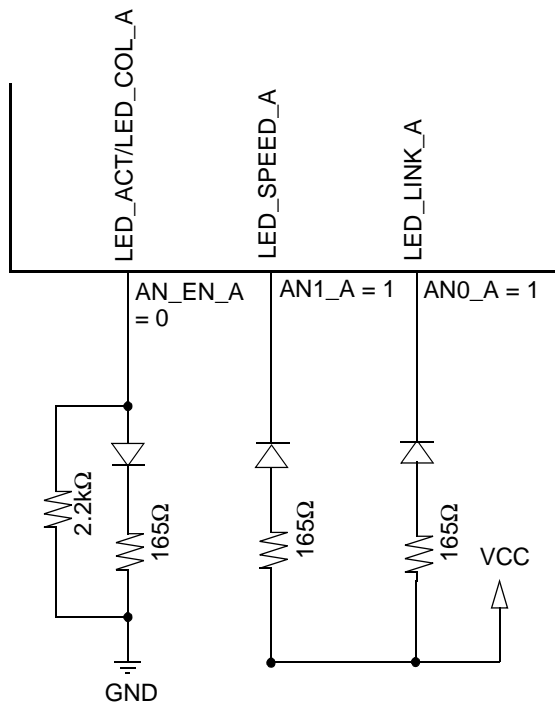 LED_ACT/LED_COL_A
LED_SPEED_A
LED_LINK_A
AN_EN_A
= 0
AN1_A = 1
AN0_A = 1
2.2kΩ
165Ω
165Ω
165Ω
VCC
GND